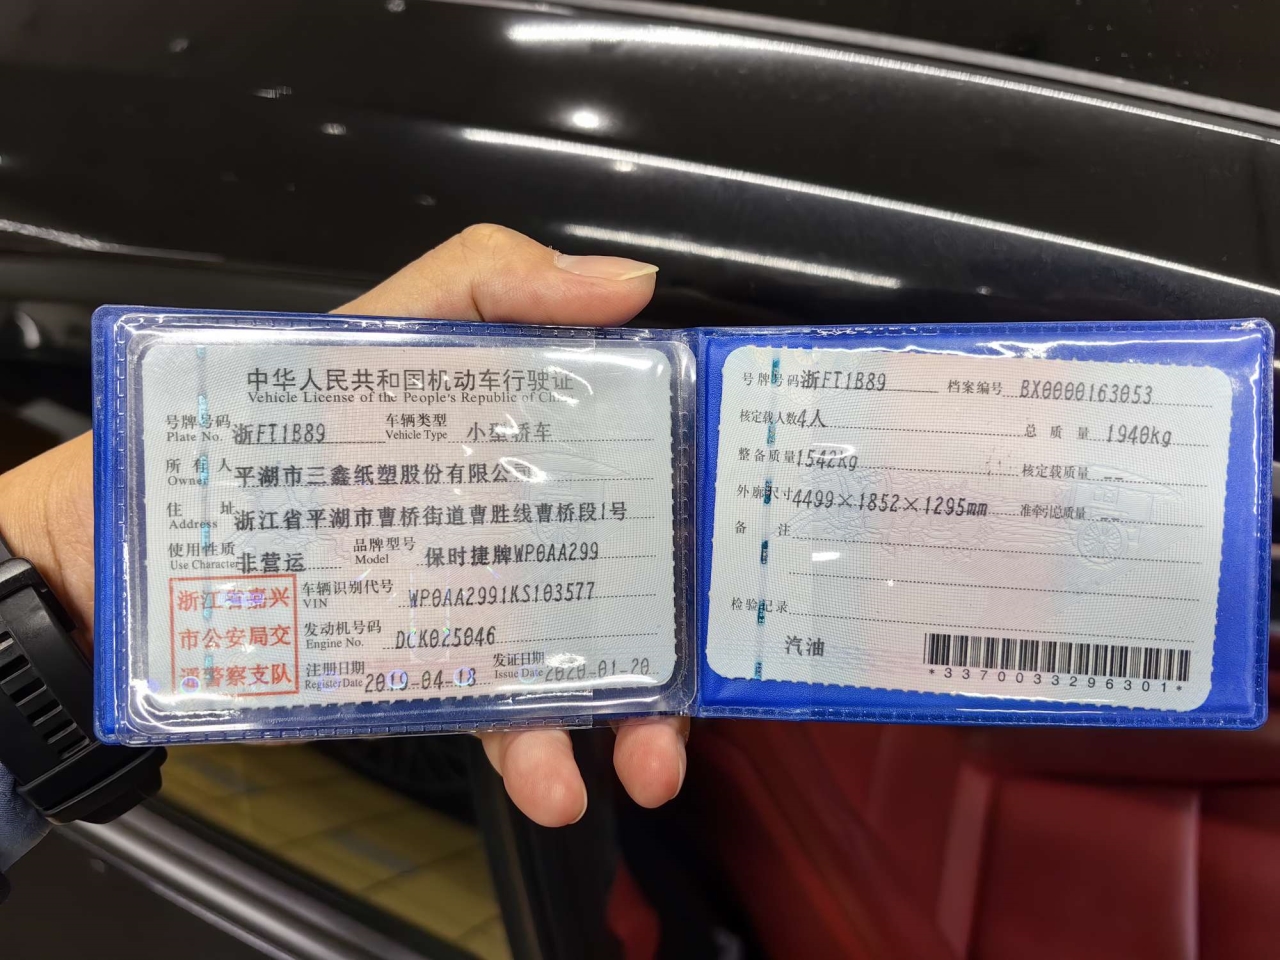 中华人民共和国机动车行驶证
Vehicle License of the People's Republic of China
号牌号码 浙FT1B89 车辆类型 小型轿车
Plate No. Vehicle Type
所有人 平湖市三鑫纸塑股份有限公司
Owner
住址 浙江省平湖市曹桥街道曹胜线曹桥段1号
Address
使用性质 非营运 品牌型号 保时捷牌WP0AA299
Use Character Model
浙江省嘉兴
市公安局交
通警察支队
车辆识别代号 WP0AA2991KS103577
VIN
发动机号码 DCK025046
Engine No.
注册日期 2019-04-18 发证日期 2020-01-20
Register Date Issue Date
号牌号码 浙FT1B89 档案编号 BX0000163053
核定载人数 4人 总质量 1940kg
整备质量 1542kg 核定载质量 --
外廓尺寸 4499×1852×1295mm 准牵引总质量 --
备注
检验记录
汽油
*3370033296301*